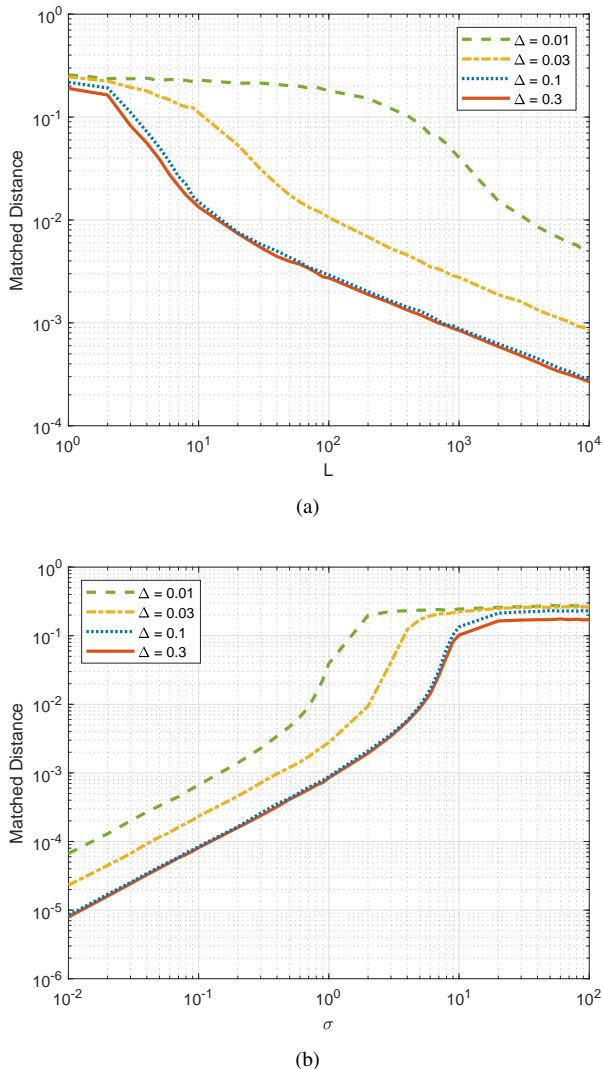 10^0
10^-1
10^-2
10^-3
10^-4
Matched Distance
Δ = 0.01
Δ = 0.03
Δ = 0.1
Δ = 0.3
10^0 10^1 10^2 10^3 10^4
L
(a)
10^0
10^-1
10^-2
10^-3
10^-4
10^-5
10^-6
Matched Distance
Δ = 0.01
Δ = 0.03
Δ = 0.1
Δ = 0.3
10^-2 10^-1 10^0 10^1 10^2
σ
(b)